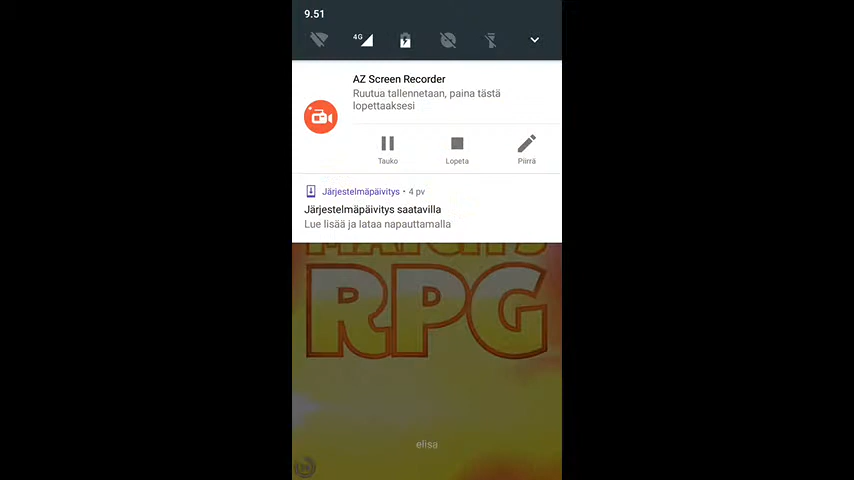 9.51
4G
AZ Screen Recorder
Ruutua tallennetaan, paina tästä
lopettaaksesi
Tauko
Lopeta
Piirrä
Järjestelmäpäivitys • 4 pv
Järjestelmäpäivitys saatavilla
Lue lisää ja lataa napauttamalla
RPG
elisa